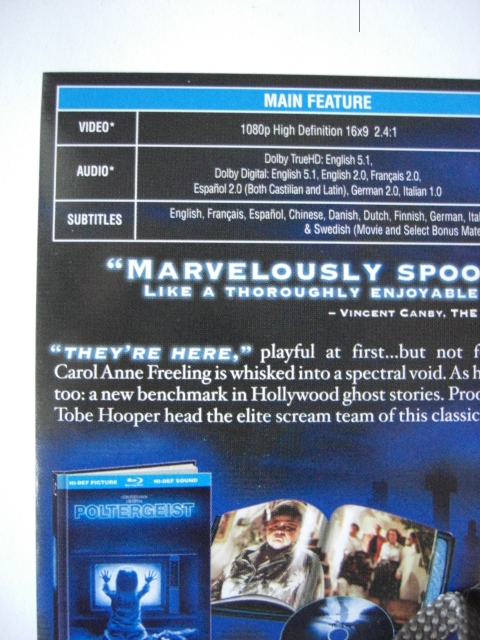 MAIN FEATURE
VIDEO*
1080p High Definition 16x9 2.4:1
AUDIO*
Dolby TrueHD: English 5.1,
Dolby Digital: English 5.1, English 2.0, Français 2.0,
Español 2.0 (Both Castilian and Latin), German 2.0, Italian 1.0
SUBTITLES
English, Français, Español, Chinese, Danish, Dutch, Finnish, German, Ital
& Swedish (Movie and Select Bonus Mate
"MARVELOUSLY SPOO
LIKE A THOROUGHLY ENJOYABLE
– VINCENT CANBY, THE
"THEY'RE HERE," playful at first...but not f
Carol Anne Freeling is whisked into a spectral void. As h
too: a new benchmark in Hollywood ghost stories. Proc
Tobe Hooper head the elite scream team of this classic
HI-DEF PICTURE
HI-DEF SOUND
POLTERGEIST